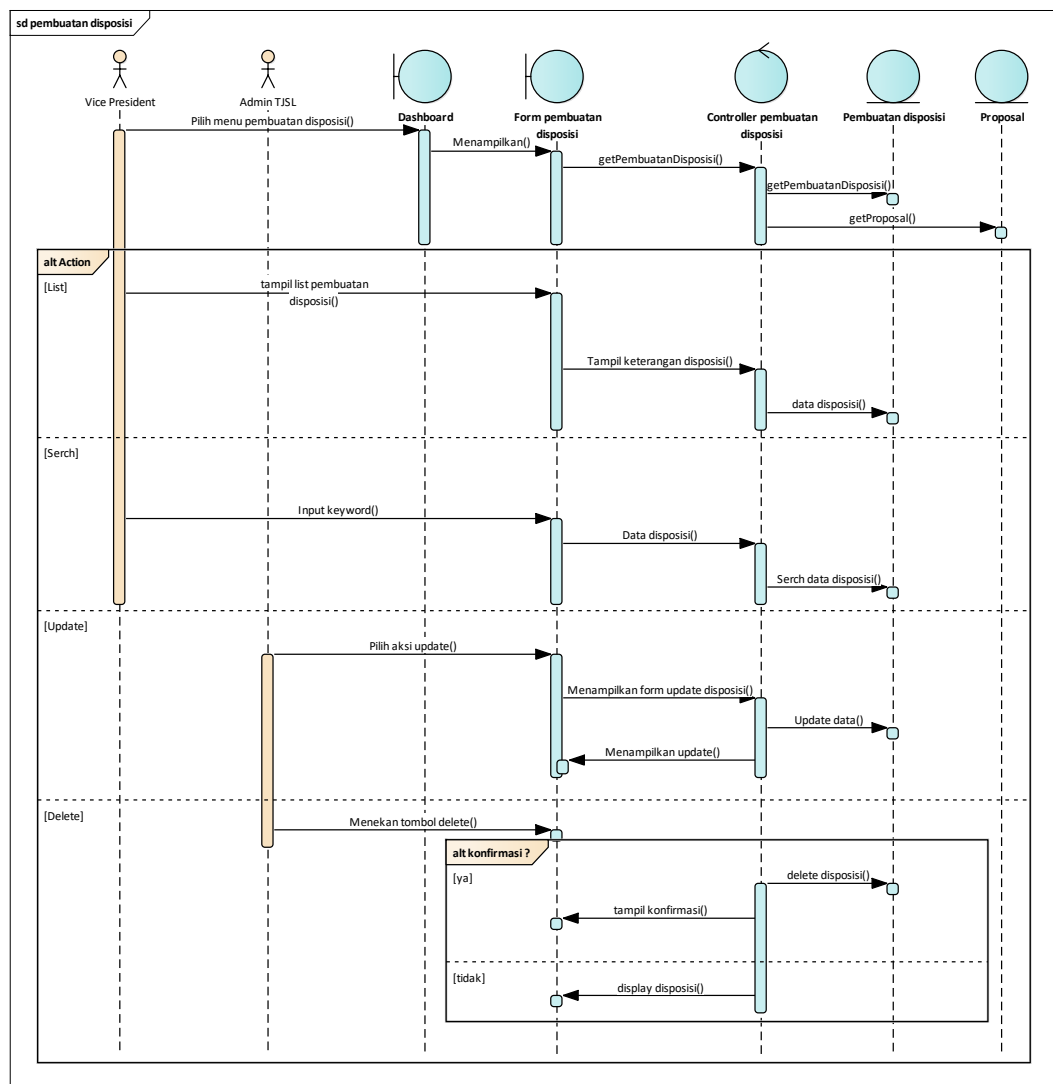 sd pembuatan disposisi
Vice President
Admin TJSL
Dashboard
Form pembuatan
disposisi
Controller pembuatan
disposisi
Pembuatan disposisi
Proposal
Pilih menu pembuatan disposisi()
Menampilkan()
getPembuatanDisposisi()
getPembuatanDisposisi()
getProposal()
alt Action
[List]
tampil list pembuatan
disposisi()
Tampil keterangan disposisi()
data disposisi()
[Serch]
Input keyword()
Data disposisi()
Serch data disposisi()
[Update]
Pilih aksi update()
Menampilkan form update disposisi()
Update data()
Menampilkan update()
[Delete]
Menekan tombol delete()
alt konfirmasi ?
[ya]
delete disposisi()
tampil konfirmasi()
[tidak]
display disposisi()